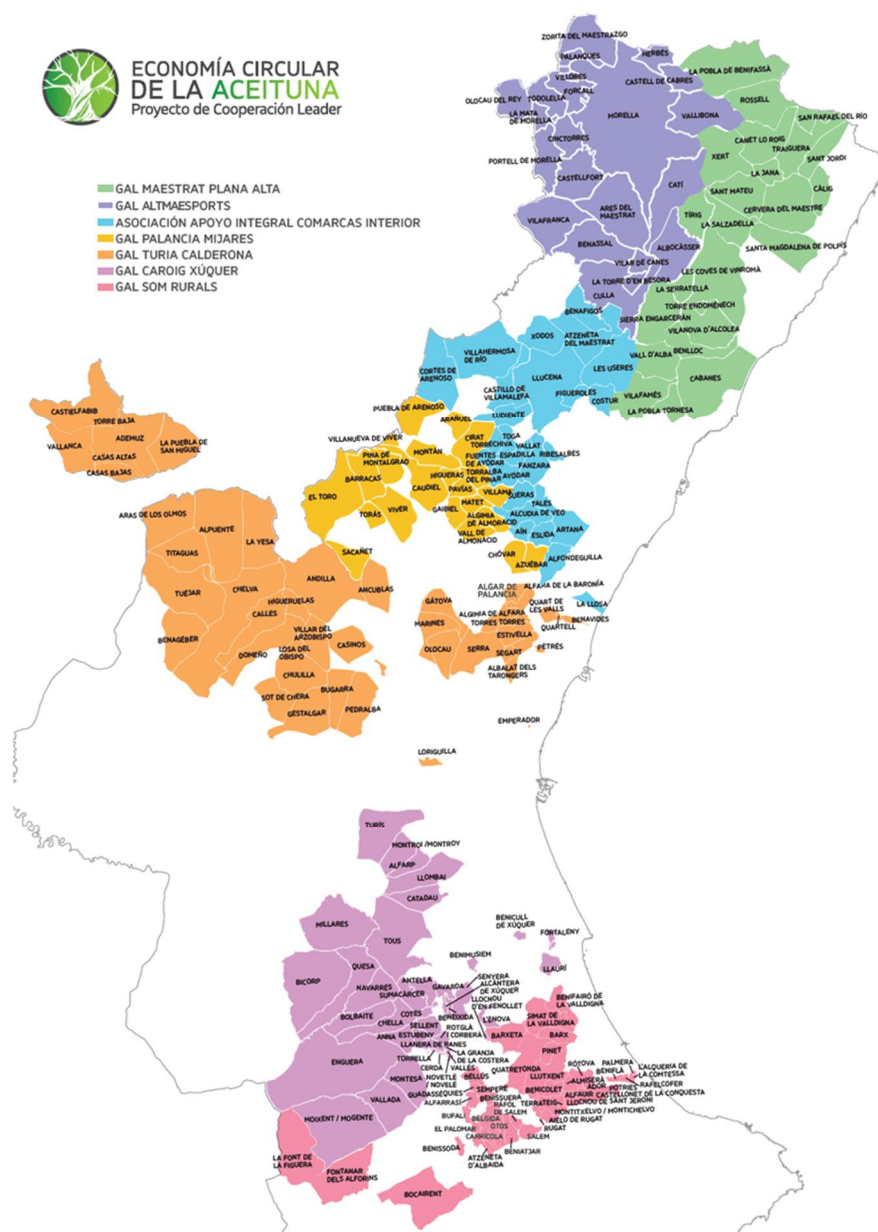 ECONOMÍA CIRCULAR
DE LA ACEITUNA
Proyecto de Cooperación Leader
GAL MAESTRAT PLANA ALTA
GAL ALTMAESPORTS
ASOCIACIÓN APOYO INTEGRAL COMARCAS INTERIOR
GAL PALANCIA MIJARES
GAL TURIA CALDERONA
GAL CAROIG XÚQUER
GAL SOM RURALS
ZORITA DEL MAESTRAZGO
PALANQUES
HERBÉS
VILLORES
FORCALL
CASTELL DE CABRES
LA POBLA DE BENIFASSÀ
OLOCAU DEL REY
TODOLELLA
LA MATA
DE MORELLA
MORELLA
VALLIBONA
ROSSELL
SAN RAFAEL DEL RÍO
CINCTORRES
CANET LO ROIG
TRAIGUERA
PORTELL DE MORELLA
XERT
SANT JORDI
CASTELLFORT
LA JANA
CATÍ
SANT MATEU
CÀLIG
ARES DEL
MAESTRAT
CERVERA DEL MAESTRE
VILAFRANCA
TÍRIG
LA SALZADELLA
BENASSAL
ALBOCÀSSER
SANTA MAGDALENA DE POLPÍS
VILAR DE CANES
LES COVES DE VINROMÀ
LA TORRE D'EN BESORA
LA SERRATELLA
CULLA
TORRE ENDOMÉNECH
BENAFIGOS
SIERRA ENGARCERÁN
VILANOVA D'ALCOLEA
XODOS
ATZENETA
DEL MAESTRAT
VILLAHERMOSA
DE RÍO
VALL D'ALBA
BENLLOC
CORTES DE
ARENOSO
LES USERES
LLUCENA
CABANES
CASTILLO DE
VILLAMALEFA
FIGUEROLES
VILAFAMÉS
COSTUR
LA POBLA TORNESA
PUEBLA DE ARENOSO
LUDIENTE
ARAÑUEL
CASTIELFABIB
TORRE BAJA
VALLANCA
ADEMUZ
LA PUEBLA DE
SAN MIGUEL
CASAS ALTAS
CASAS BAJAS
VILLANUEVA DE VIVER
CIRAT
TOGA
TORRECHIVA
VALLAT
PINA DE
MONTALGRAO
MONTÁN
FUENTES
DE AYÓDAR
ESPADILLA
RIBESALBES
FANZARA
BARRACAS
HIGUERAS
TORRALBA
DEL PINAR
AYÓDAR
EL TORO
CAUDIEL
PAVÍAS
VILLAMA
SUERAS
MATET
TALES
TORÁS
VIVER
GAIBIEL
ALGIMIA
DE ALMORACID
ALCUDIA DE VEO
VALL DE
ALMONACID
AÍN
ESLIDA
ARTANA
SACAÑET
CHÓVAR
AZUÉBAR
ALFONDEGUILLA
ARAS DE LOS OLMOS
ALPUENTE
LA YESA
TITAGUAS
ANDILLA
TUÉJAR
CHELVA
HIGUERUELAS
ANCUBLAS
CALLES
BENAGÉBER
VILLAR DEL
ARZOBISPO
DOMEÑO
LOSA DEL
OBISPO
CASINOS
CHULILLA
SOT DE CHERA
BUGARRA
GESTALGAR
PEDRALBA
ALGAR DE
PALANCIA
ALFARA DE LA BARONÍA
GÁTOVA
QUART DE
LES VALLS
LA LLOSA
MARINES
ALGIMIA DE ALFARA
TORRES TORRES
BENAVIDES
QUARTELL
ESTIVELLA
OLOCAU
SERRA
SEGART
PETRÉS
ALBALAT DELS
TARONGERS
EMPERADOR
LORIGUILLA
TURÍS
MONTROI/MONTROY
ALFARP
LLOMBAI
CATADAU
MILLARES
TOUS
BENICULL
DE XÚQUER
FORTALENY
BENIMUSIEM
LLAURÍ
BICORP
QUESA
NAVARRÉS
ANTELLA
GAVARDA
SENYERA
ALCÀNTERA
DE XÚQUER
SUMACÀRCER
LLOCNOU
D'EN FENOLLET
BENIFAIRÓ DE
LA VALLDIGNA
SIMAT DE
LA VALLDIGNA
BOLBAITE
COTES
BENEIXIDA
L'ÉNOVA
CHELLA
SELLENT
ROTGLÀ
I CORBERÀ
BARXETA
BARX
ANNA
ESTUBENY
LLANERA DE RANES
PINET
ENGUERA
TORRELLA
LA GRANJA
DE LA COSTERA
CERDÀ
VALLÉS
QUATRETONDA
RÓTOVA
PALMERA
MONTESA
NOVETLÈ
/NOVELÉ
BELLÚS
LLUTXENT
ADOR
BENIFLÀ
L'ALQUERIA DE
LA COMTESSA
ALMISERÀ
RAFELCOFER
GUADASSÉQUIES
SEMPERE
BENICOLET
POTRIES
VALLADA
ALFARRASÍ
BENISSUERA
ALFAUIR
CASTELLONET DE LA CONQUESTA
RÀFOL
DE SALEM
TERRATEIG
LLOCNOU DE SANT JERONI
MOIXENT / MOGENTE
BUFALI
BÈLGIDA
MONTITXELVO / MONTICHELVO
AIELO DE RUGAT
EL PALOMAR
OTOS
RUGAT
CARRÍCOLA
SALEM
BENISSODA
LA FONT DE
LA FIGUERA
ATZENETA
D'ALBAIDA
BENIATJAR
FONTANAR
DELS ALFORINS
BOCAIRENT